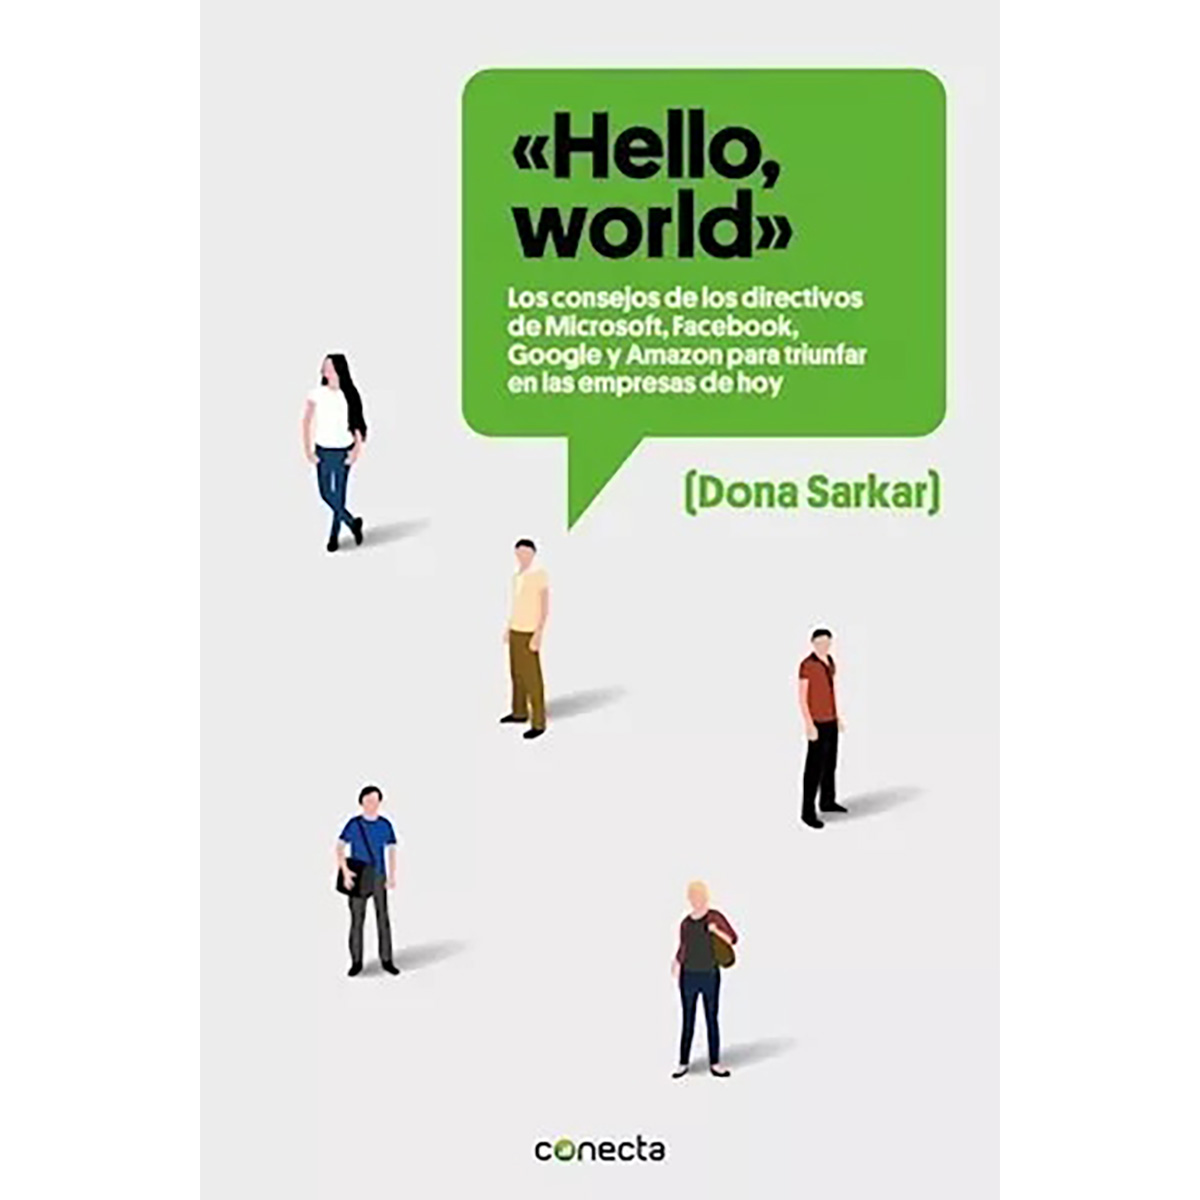 «Hello,
world»
Los consejos de los directivos
de Microsoft, Facebook,
Google y Amazon para triunfar
en las empresas de hoy
(Dona Sarkar)
conecta